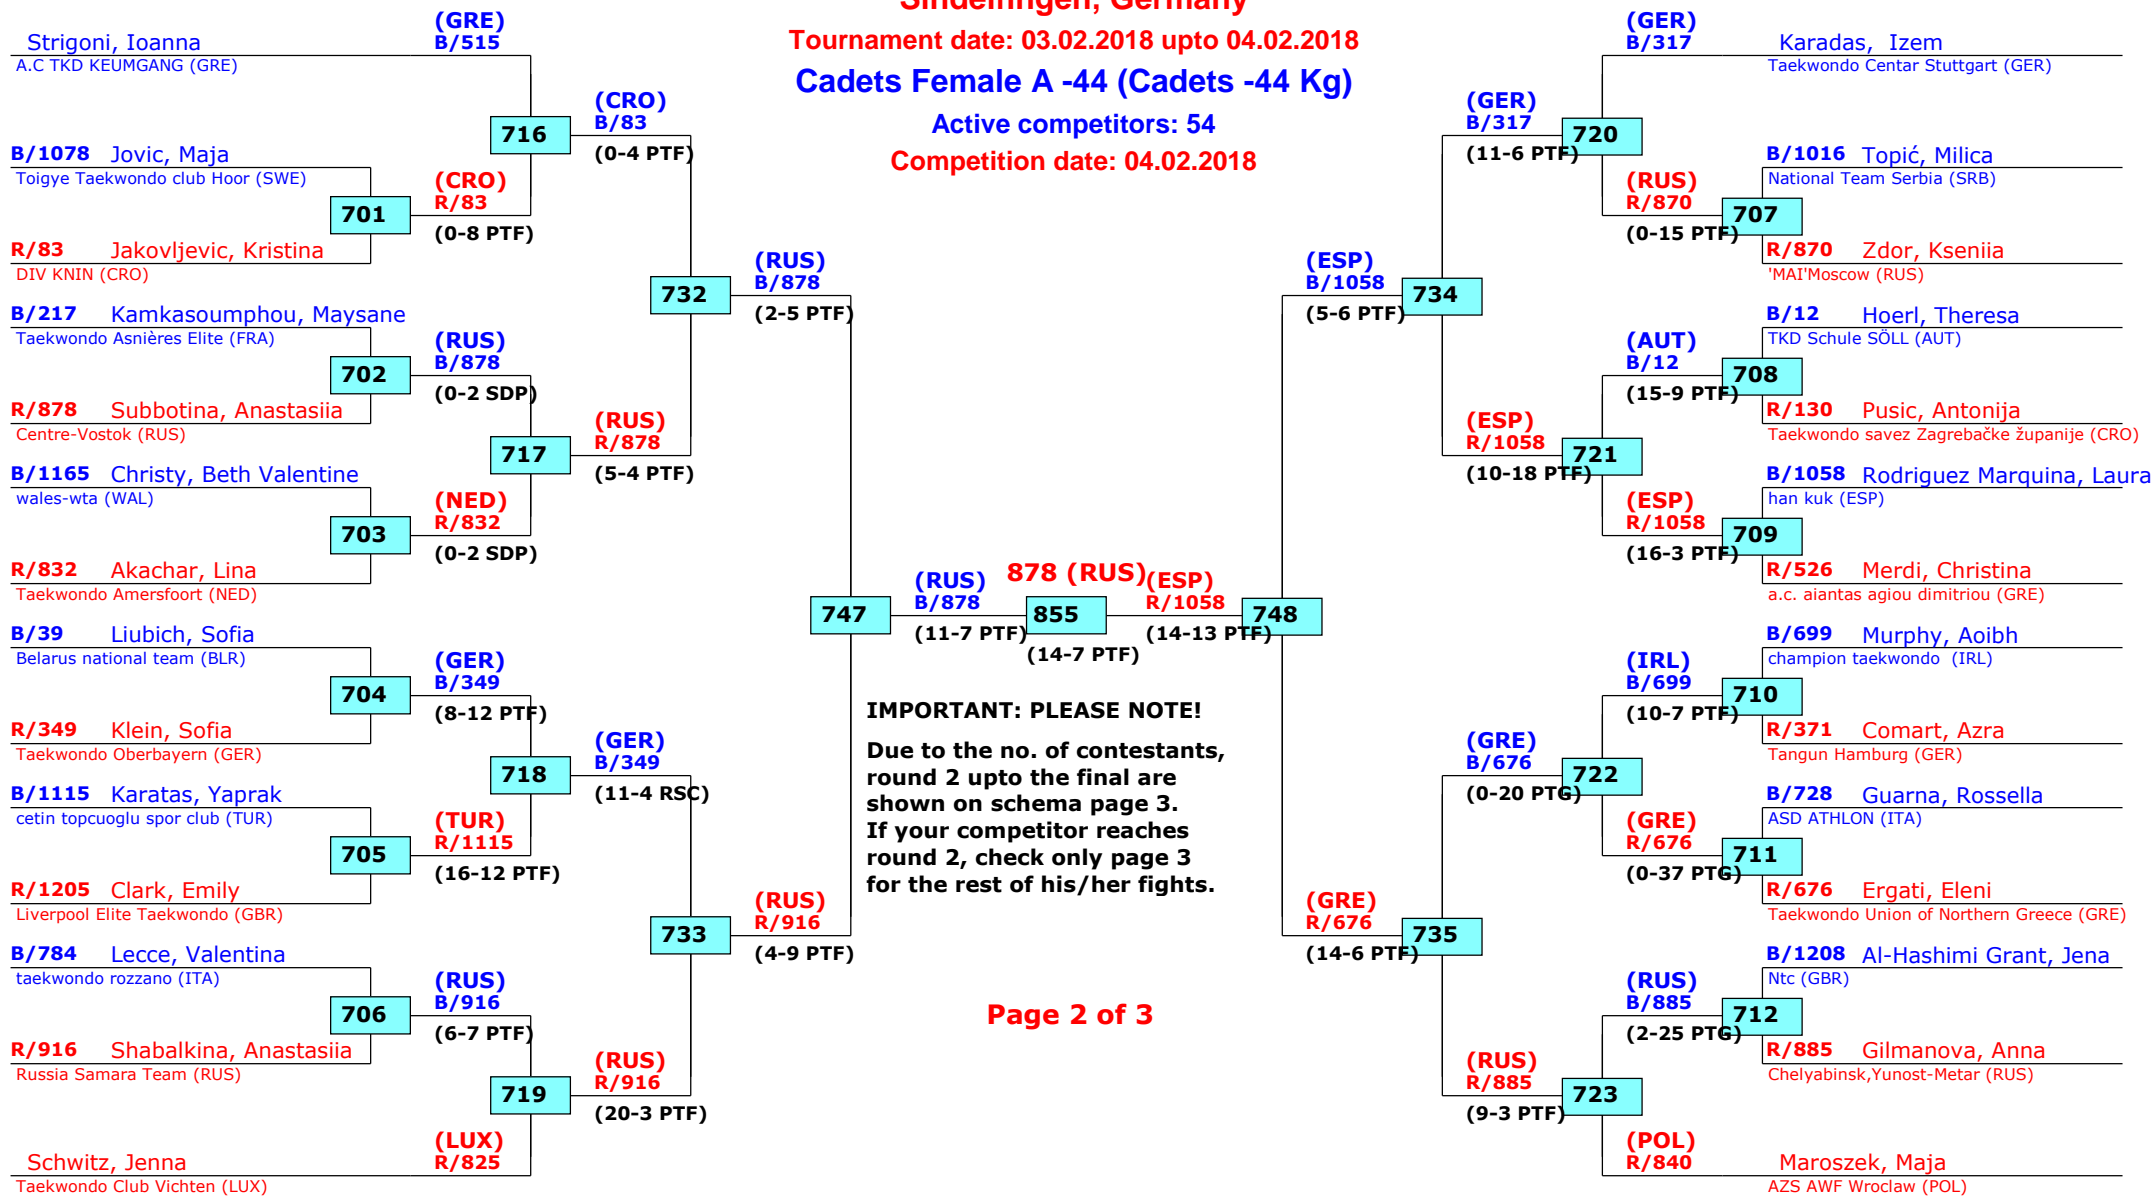 Sindelfingen, Germany
Tournament date: 03.02.2018 upto 04.02.2018
Cadets Female A -44 (Cadets -44 Kg)
Active competitors: 54
Competition date: 04.02.2018
Strigoni, Ioanna
A.C TKD KEUMGANG (GRE)
B/1078 Jovic, Maja
Toigye Taekwondo club Hoor (SWE)
R/83 Jakovljevic, Kristina
DIV KNIN (CRO)
B/217 Kamkasoumphou, Maysane
Taekwondo Asnières Elite (FRA)
R/878 Subbotina, Anastasiia
Centre-Vostok (RUS)
B/1165 Christy, Beth Valentine
wales-wta (WAL)
R/832 Akachar, Lina
Taekwondo Amersfoort (NED)
B/39 Liubich, Sofia
Belarus national team (BLR)
R/349 Klein, Sofia
Taekwondo Oberbayern (GER)
B/1115 Karatas, Yaprak
cetin topcuoglu spor club (TUR)
R/1205 Clark, Emily
Liverpool Elite Taekwondo (GBR)
B/784 Lecce, Valentina
taekwondo rozzano (ITA)
R/916 Shabalkina, Anastasiia
Russia Samara Team (RUS)
Schwitz, Jenna
Taekwondo Club Vichten (LUX)
701
702
703
704
705
706
(GRE)
B/515
(CRO)
R/83
(0-8 PTF)
(RUS)
B/878
(0-2 SDP)
(NED)
R/832
(0-2 SDP)
(GER)
B/349
(8-12 PTF)
(TUR)
R/1115
(16-12 PTF)
(RUS)
B/916
(6-7 PTF)
(LUX)
R/825
716
717
718
719
(CRO)
B/83
(0-4 PTF)
(RUS)
R/878
(5-4 PTF)
(GER)
B/349
(11-4 RSC)
(RUS)
R/916
(20-3 PTF)
732
733
(RUS)
B/878
(2-5 PTF)
(RUS)
R/916
(4-9 PTF)
747
(RUS)
B/878
(11-7 PTF)
878 (RUS)
855
(14-7 PTF)
(ESP)
R/1058
(14-13 PTF)
748
IMPORTANT: PLEASE NOTE!
Due to the no. of contestants,
round 2 upto the final are
shown on schema page 3.
If your competitor reaches
round 2, check only page 3
for the rest of his/her fights.
Page 2 of 3
(ESP)
B/1058
(5-6 PTF)
(GRE)
R/676
(14-6 PTF)
734
735
(GER)
B/317
(11-6 PTF)
(ESP)
R/1058
(10-18 PTF)
(GRE)
B/676
(0-20 PTG)
(RUS)
R/885
(9-3 PTF)
720
721
722
723
(GER)
B/317
(RUS)
R/870
(0-15 PTF)
(AUT)
B/12
(15-9 PTF)
(ESP)
R/1058
(16-3 PTF)
(IRL)
B/699
(10-7 PTF)
(GRE)
R/676
(0-37 PTG)
(RUS)
B/885
(2-25 PTG)
(POL)
R/840
707
708
709
710
711
712
Karadas, Izem
Taekwondo Centar Stuttgart (GER)
B/1016 Topić, Milica
National Team Serbia (SRB)
R/870 Zdor, Kseniia
'MAI'Moscow (RUS)
B/12 Hoerl, Theresa
TKD Schule SÖLL (AUT)
R/130 Pusic, Antonija
Taekwondo savez Zagrebačke županije (CRO)
B/1058 Rodriguez Marquina, Laura
han kuk (ESP)
R/526 Merdi, Christina
a.c. aiantas agiou dimitriou (GRE)
B/699 Murphy, Aoibh
champion taekwondo (IRL)
R/371 Comart, Azra
Tangun Hamburg (GER)
B/728 Guarna, Rossella
ASD ATHLON (ITA)
R/676 Ergati, Eleni
Taekwondo Union of Northern Greece (GRE)
B/1208 Al-Hashimi Grant, Jena
Ntc (GBR)
R/885 Gilmanova, Anna
Chelyabinsk,Yunost-Metar (RUS)
Maroszek, Maja
AZS AWF Wroclaw (POL)